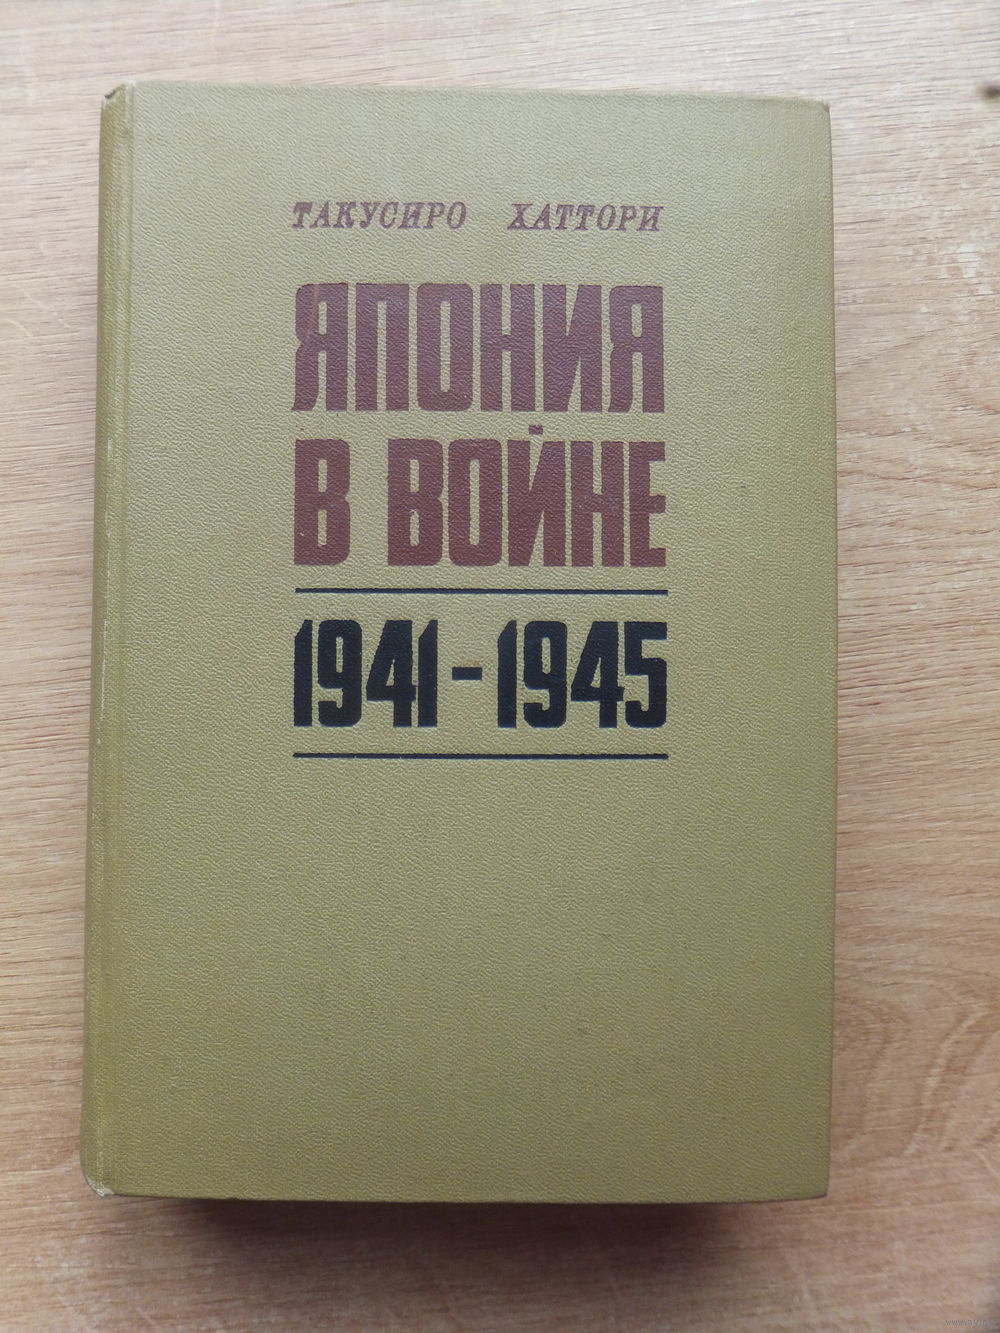 ТАКУСИРО ХАТТОРИ
ЯПОНИЯ
В ВОЙНЕ
1941-1945